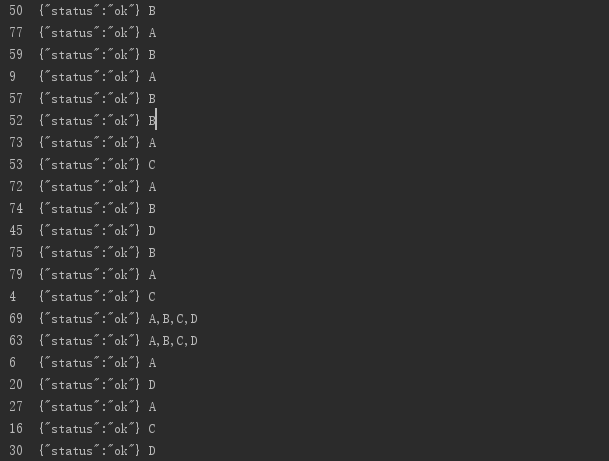 50 {"status":"ok"} B
77 {"status":"ok"} A
59 {"status":"ok"} B
9 {"status":"ok"} A
57 {"status":"ok"} B
52 {"status":"ok"} B
73 {"status":"ok"} A
53 {"status":"ok"} C
72 {"status":"ok"} A
74 {"status":"ok"} B
45 {"status":"ok"} D
75 {"status":"ok"} B
79 {"status":"ok"} A
4 {"status":"ok"} C
69 {"status":"ok"} A,B,C,D
63 {"status":"ok"} A,B,C,D
6 {"status":"ok"} A
20 {"status":"ok"} D
27 {"status":"ok"} A
16 {"status":"ok"} C
30 {"status":"ok"} D